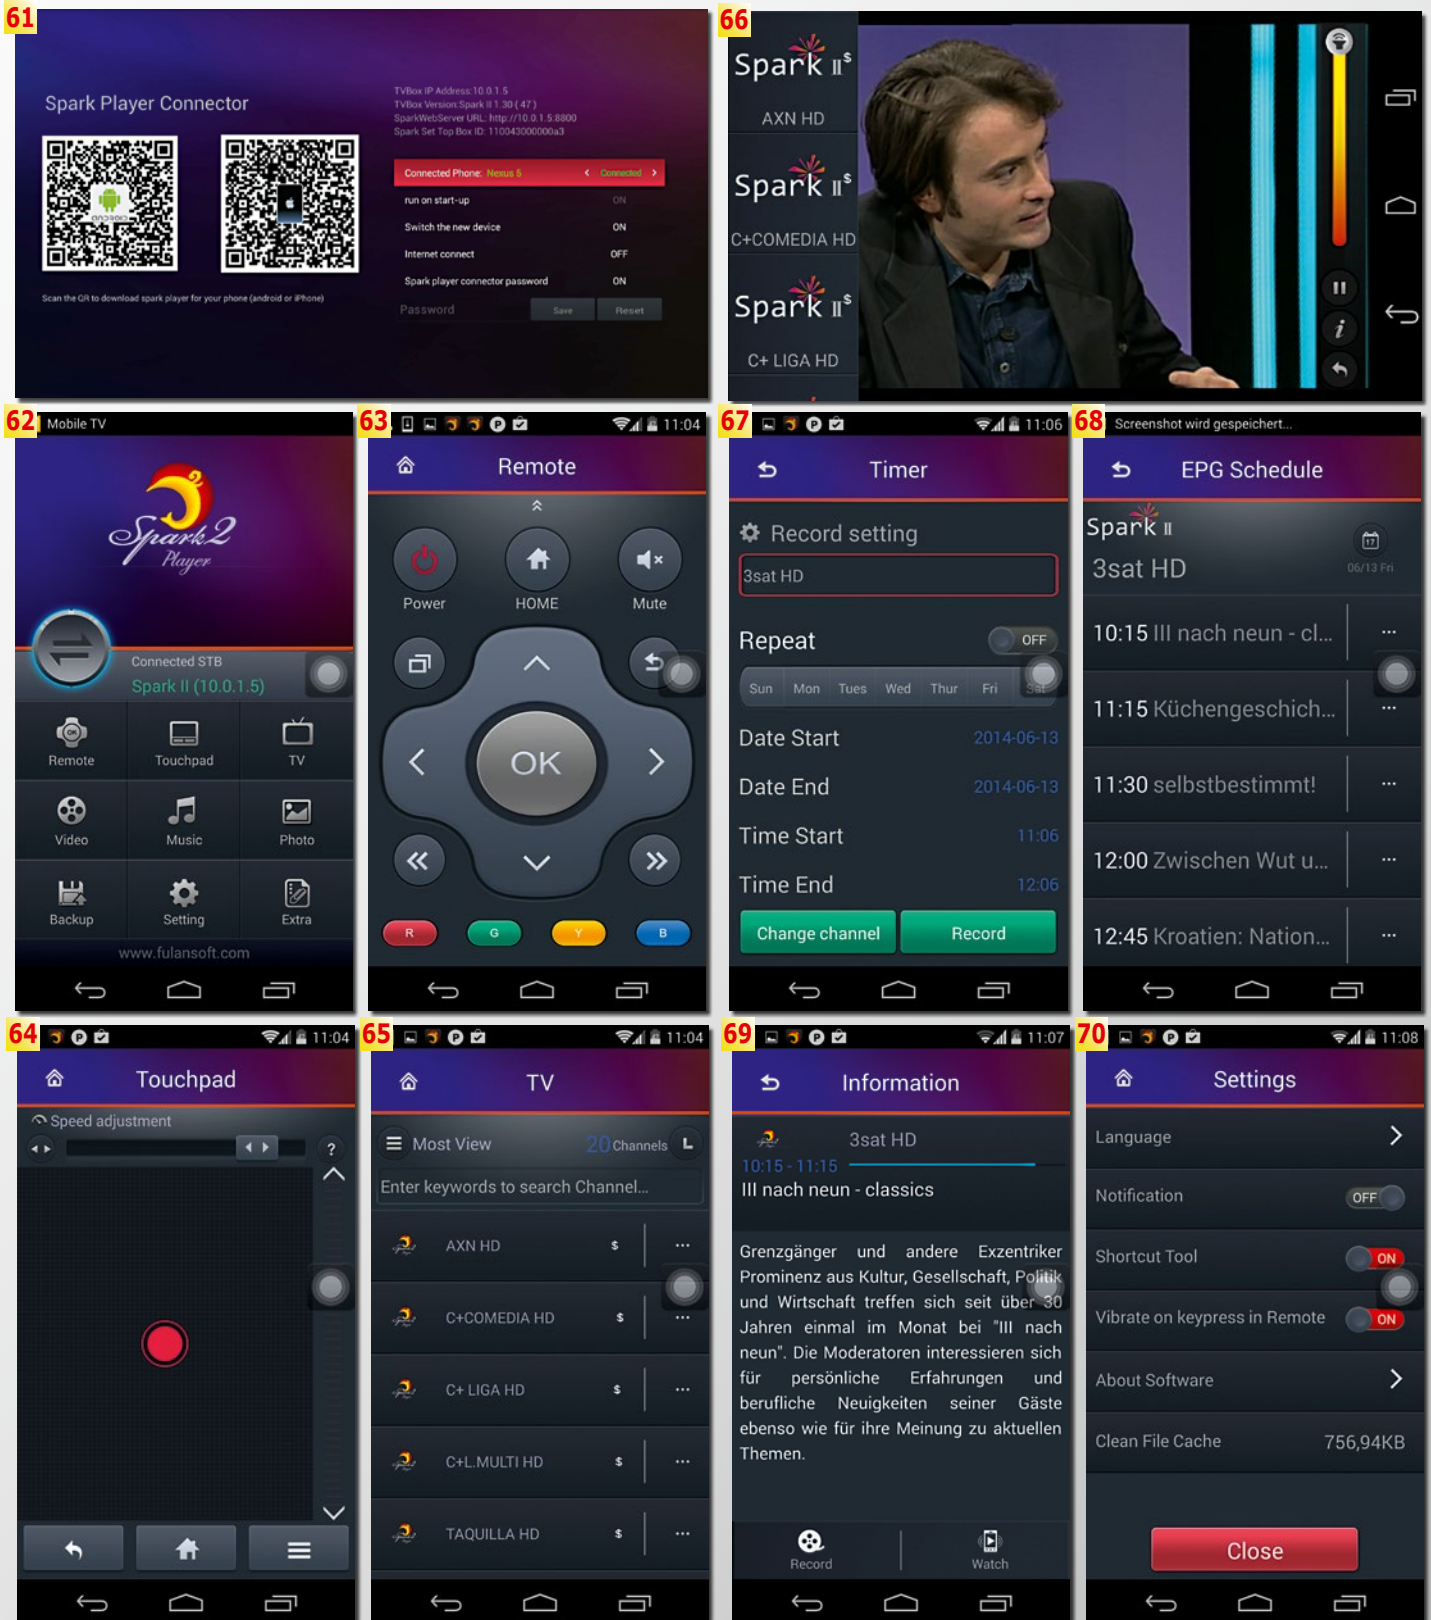 61
Spark Player Connector
Scan the QR to download spark player for your phone (android or iPhone)
TVBox IP Address:10.0.1.5
TVBox Version:Spark II 1.30 ( 47 )
SparkWebServer URL: http://10.0.1.5:8800
Spark Set Top Box ID: 110043000000a3
Connected Phone: Nexus 5 < Connected >
run on start-up ON
Switch the new device ON
Internet connect OFF
Spark player connector password ON
Password Save Reset
66
Spark II$
AXN HD
Spark II$
C+COMEDIA HD
Spark II$
C+ LIGA HD
62
Mobile TV
Spark2
Player
Connected STB
Spark II (10.0.1.5)
Remote Touchpad TV
Video Music Photo
Backup Setting Extra
www.fulansoft.com
63
11:04
Remote
Power HOME Mute
OK
R G Y B
67
11:06
Timer
Record setting
3sat HD
Repeat OFF
Sun Mon Tues Wed Thur Fri Sat
Date Start 2014-06-13
Date End 2014-06-13
Time Start 11:06
Time End 12:06
Change channel Record
68
Screenshot wird gespeichert...
EPG Schedule
Spark II
17
3sat HD 06/13 Fri
10:15 III nach neun - cl...
11:15 Küchengeschich...
11:30 selbstbestimmt!
12:00 Zwischen Wut u...
12:45 Kroatien: Nation...
64
11:04
Touchpad
Speed adjustment
?
65
11:04
TV
Most View 20 Channels
Enter keywords to search Channel...
AXN HD $
C+COMEDIA HD $
C+ LIGA HD $
C+L.MULTI HD $
TAQUILLA HD $
69
11:07
Information
3sat HD
10:15 - 11:15
III nach neun - classics
Grenzgänger und andere Exzentriker
Prominenz aus Kultur, Gesellschaft, Politik
und Wirtschaft treffen sich seit über 30
Jahren einmal im Monat bei "III nach
neun". Die Moderatoren interessieren sich
für persönliche Erfahrungen und
berufliche Neuigkeiten seiner Gäste
ebenso wie für ihre Meinung zu aktuellen
Themen.
Record Watch
70
11:08
Settings
Language
Notification OFF
Shortcut Tool ON
Vibrate on keypress in Remote ON
About Software
Clean File Cache 756,94KB
Close